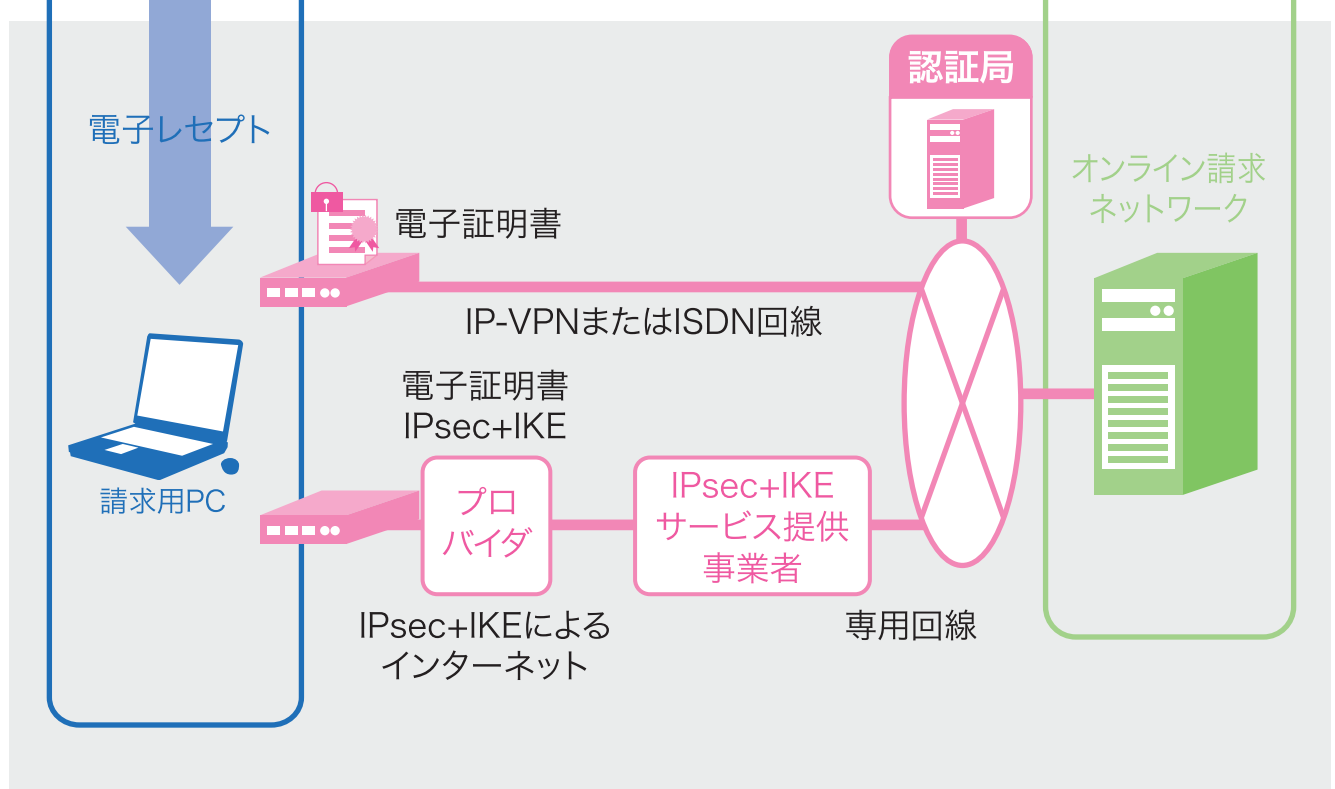 認証局
電子レセプト
オンライン請求
ネットワーク
電子証明書
IP-VPNまたはISDN回線
電子証明書
IPsec+IKE
請求用PC
プロ
バイダ
IPsec+IKE
サービス提供
事業者
IPsec+IKEによる
インターネット
専用回線